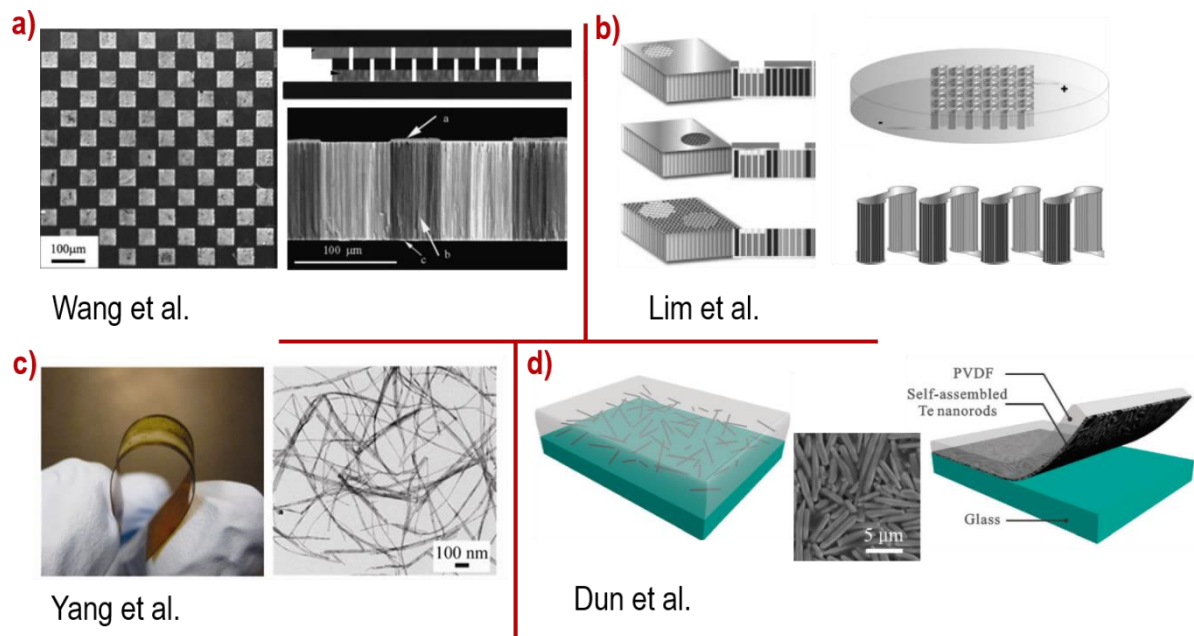 a)
100μm
a
100 μm
b
c
Wang et al.
b)
+
-
Lim et al.
c)
100 nm
Yang et al.
d)
5 μm
PVDF
Self-assembled
Te nanorods
Glass
Dun et al.